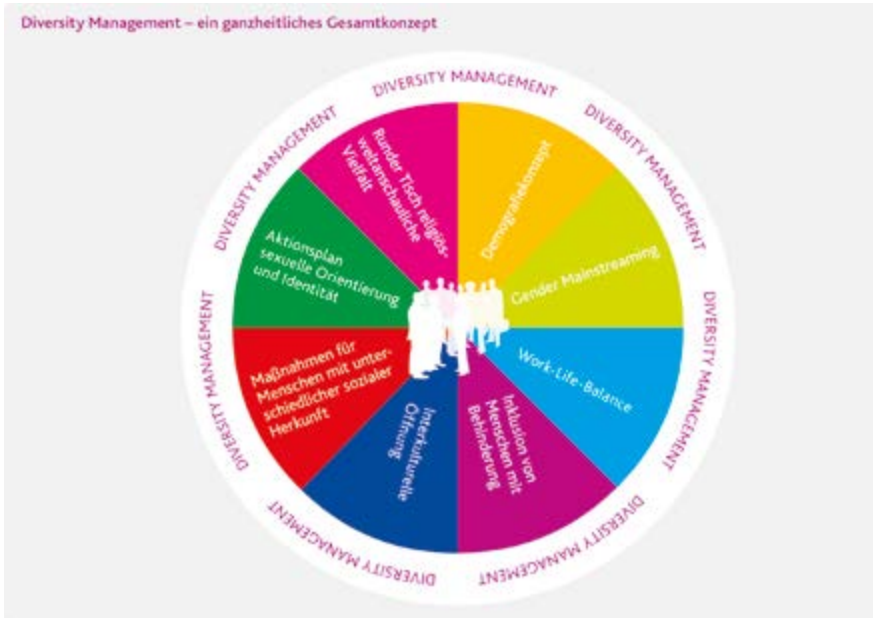 Diversity Management – ein ganzheitliches Gesamtkonzept
DIVERSITY MANAGEMENT
DIVERSITY MANAGEMENT
DIVERSITY MANAGEMENT
DIVERSITY MANAGEMENT
DIVERSITY MANAGEMENT
DIVERSITY MANAGEMENT
DIVERSITY MANAGEMENT
DIVERSITY MANAGEMENT
Demografiekonzept
Gender Mainstreaming
Work-Life-Balance
Inklusion von
Menschen mit
Behinderung
Interkulturelle
Öffnung
Maßnahmen für
Menschen mit unter-
schiedlicher sozialer
Herkunft
Aktionsplan
sexuelle Orientierung
und Identität
Runder Tisch religiös-
weltanschauliche
Vielfalt